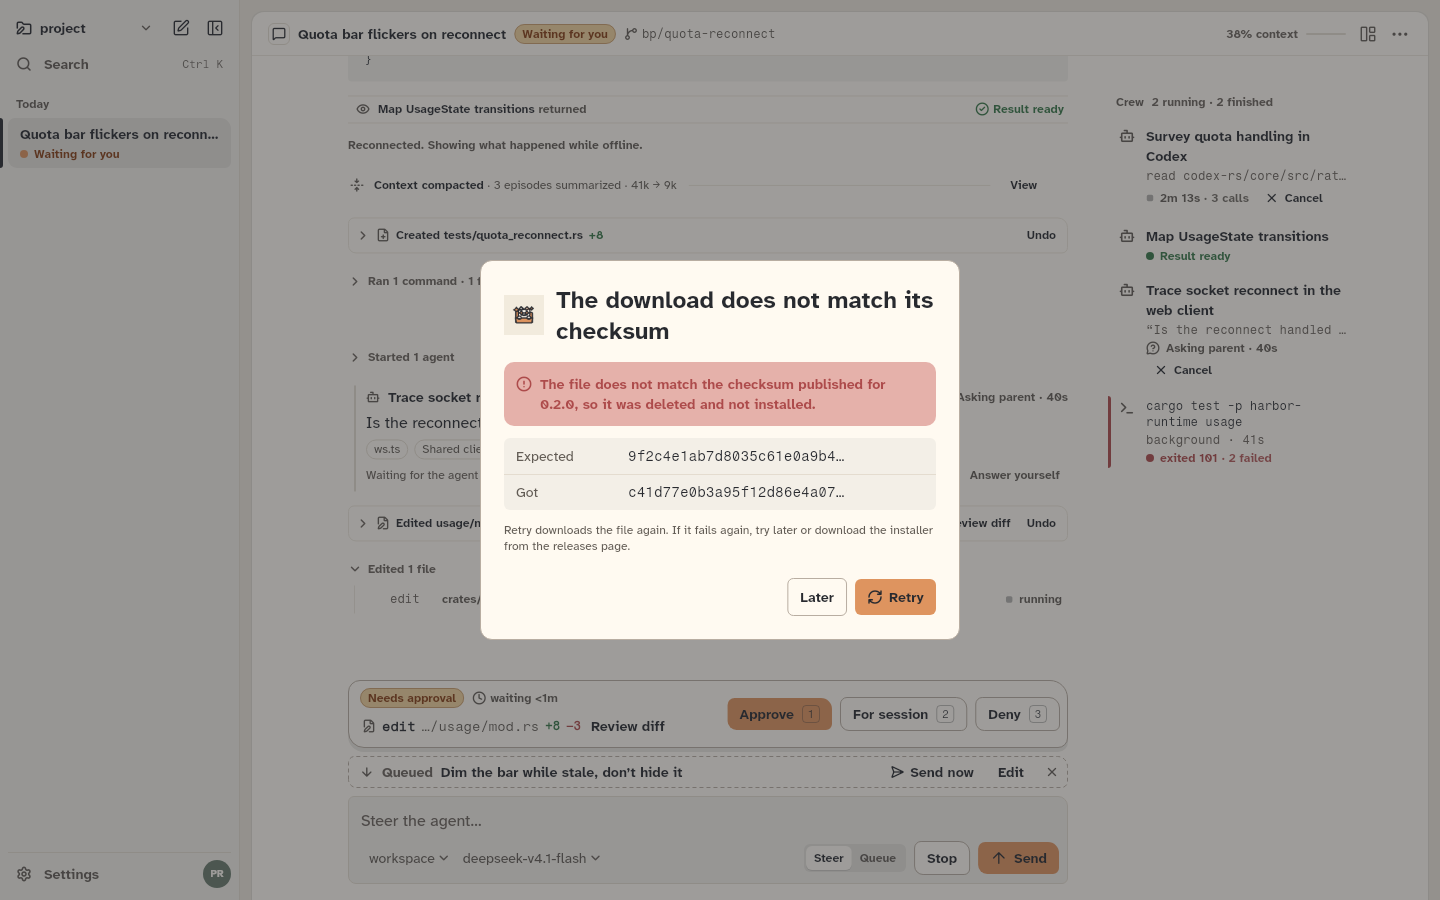 project
Search
Ctrl K
Today
Quota bar flickers on reconn…
Waiting for you
Settings
PR
Quota bar flickers on reconnect
Waiting for you
bp/quota-reconnect
38% context
}
Map UsageState transitions returned
Result ready
Reconnected. Showing what happened while offline.
Context compacted · 3 episodes summarized · 41k → 9k
View
Created tests/quota_reconnect.rs +8
Undo
Ran 1 command · 1 f
Started 1 agent
Trace socket r
Asking parent · 40s
Is the reconnect
ws.ts
Shared clie
Waiting for the agent
Answer yourself
Edited usage/m
eview diff
Undo
Edited 1 file
edit crates/
running
The download does not match its
checksum
The file does not match the checksum published for
0.2.0, so it was deleted and not installed.
Expected 9f2c4e1ab7d8035c61e0a9b4…
Got c41d77e0b3a95f12d86e4a07…
Retry downloads the file again. If it fails again, try later or download the installer
from the releases page.
Later
Retry
Needs approval
waiting <1m
edit …/usage/mod.rs +8 −3 Review diff
Approve 1
For session 2
Deny 3
Queued Dim the bar while stale, don't hide it
Send now
Edit
Steer the agent…
workspace
deepseek-v4.1-flash
Steer
Queue
Stop
Send
Crew 2 running · 2 finished
Survey quota handling in
Codex
read codex-rs/core/src/rat…
2m 13s · 3 calls
Cancel
Map UsageState transitions
Result ready
Trace socket reconnect in the
web client
“Is the reconnect handled …
Asking parent · 40s
Cancel
cargo test -p harbor-
runtime usage
background · 41s
exited 101 · 2 failed